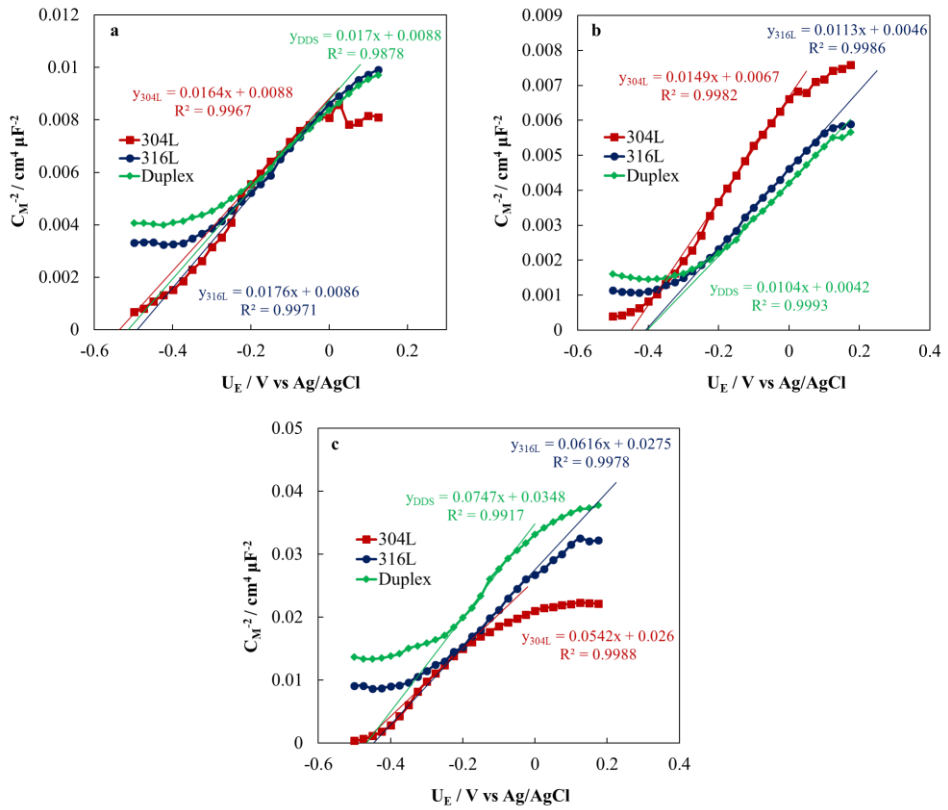 a
y_DDS = 0.017x + 0.0088
R² = 0.9878
y_304L = 0.0164x + 0.0088
R² = 0.9967
304L
316L
Duplex
y_316L = 0.0176x + 0.0086
R² = 0.9971
0.012
0.01
0.008
0.006
0.004
0.002
0
-0.6
-0.4
-0.2
0
0.2
C_M⁻² / cm⁴ µF⁻²
U_E / V vs Ag/AgCl
b
y_316L = 0.0113x + 0.0046
R² = 0.9986
y_304L = 0.0149x + 0.0067
R² = 0.9982
304L
316L
Duplex
y_DDS = 0.0104x + 0.0042
R² = 0.9993
0.009
0.008
0.007
0.006
0.005
0.004
0.003
0.002
0.001
0
-0.6
-0.4
-0.2
0
0.2
0.4
C_M⁻² / cm⁴ µF⁻²
U_E / V vs Ag/AgCl
c
y_316L = 0.0616x + 0.0275
R² = 0.9978
y_DDS = 0.0747x + 0.0348
R² = 0.9917
304L
316L
Duplex
y_304L = 0.0542x + 0.026
R² = 0.9988
0.05
0.04
0.03
0.02
0.01
0
-0.6
-0.4
-0.2
0
0.2
0.4
C_M⁻² / cm⁴ µF⁻²
U_E / V vs Ag/AgCl